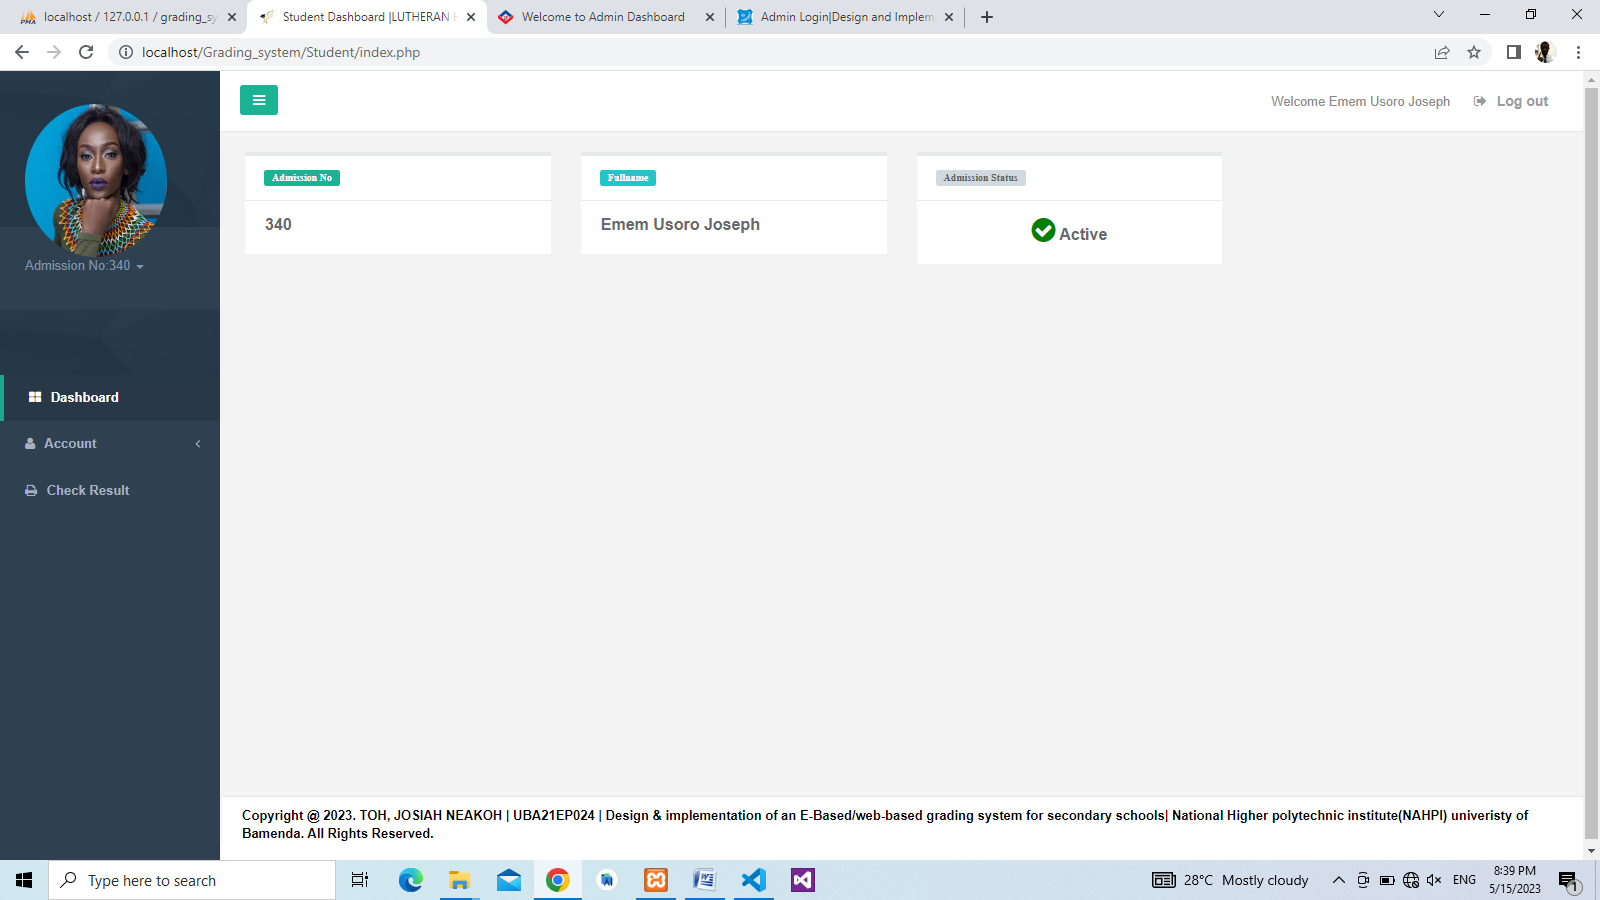 localhost / 127.0.0.1 / grading_sy
Student Dashboard |LUTHERAN H
Welcome to Admin Dashboard
Admin Login|Design and Implem
localhost/Grading_system/Student/index.php
Welcome Emem Usoro Joseph
Log out
Admission No:340
Dashboard
Account
Check Result
Admission No
340
Fullname
Emem Usoro Joseph
Admission Status
Active
Copyright @ 2023. TOH, JOSIAH NEAKOH | UBA21EP024 | Design & implementation of an E-Based/web-based grading system for secondary schools| National Higher polytechnic institute(NAHPI) univeristy of
Bamenda. All Rights Reserved.
Type here to search
28°C Mostly cloudy
ENG
8:39 PM
5/15/2023
1